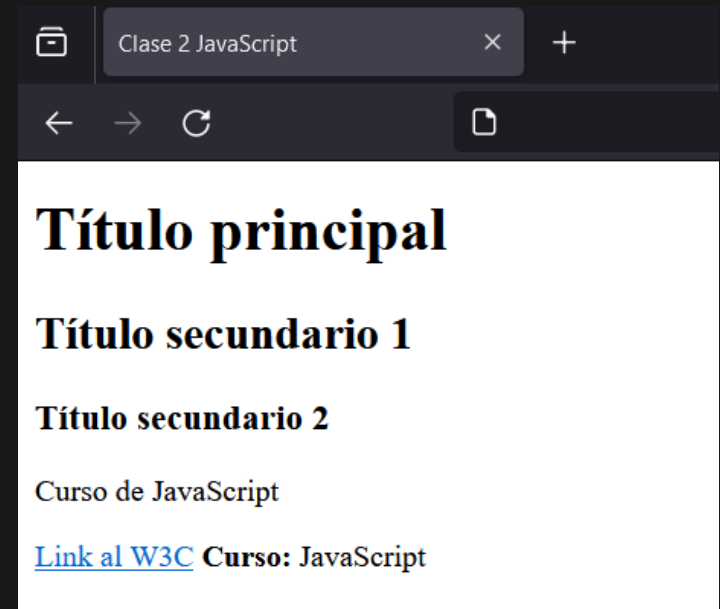 Clase 2 JavaScript
Título principal
Título secundario 1
Título secundario 2
Curso de JavaScript
Link al W3C Curso: JavaScript